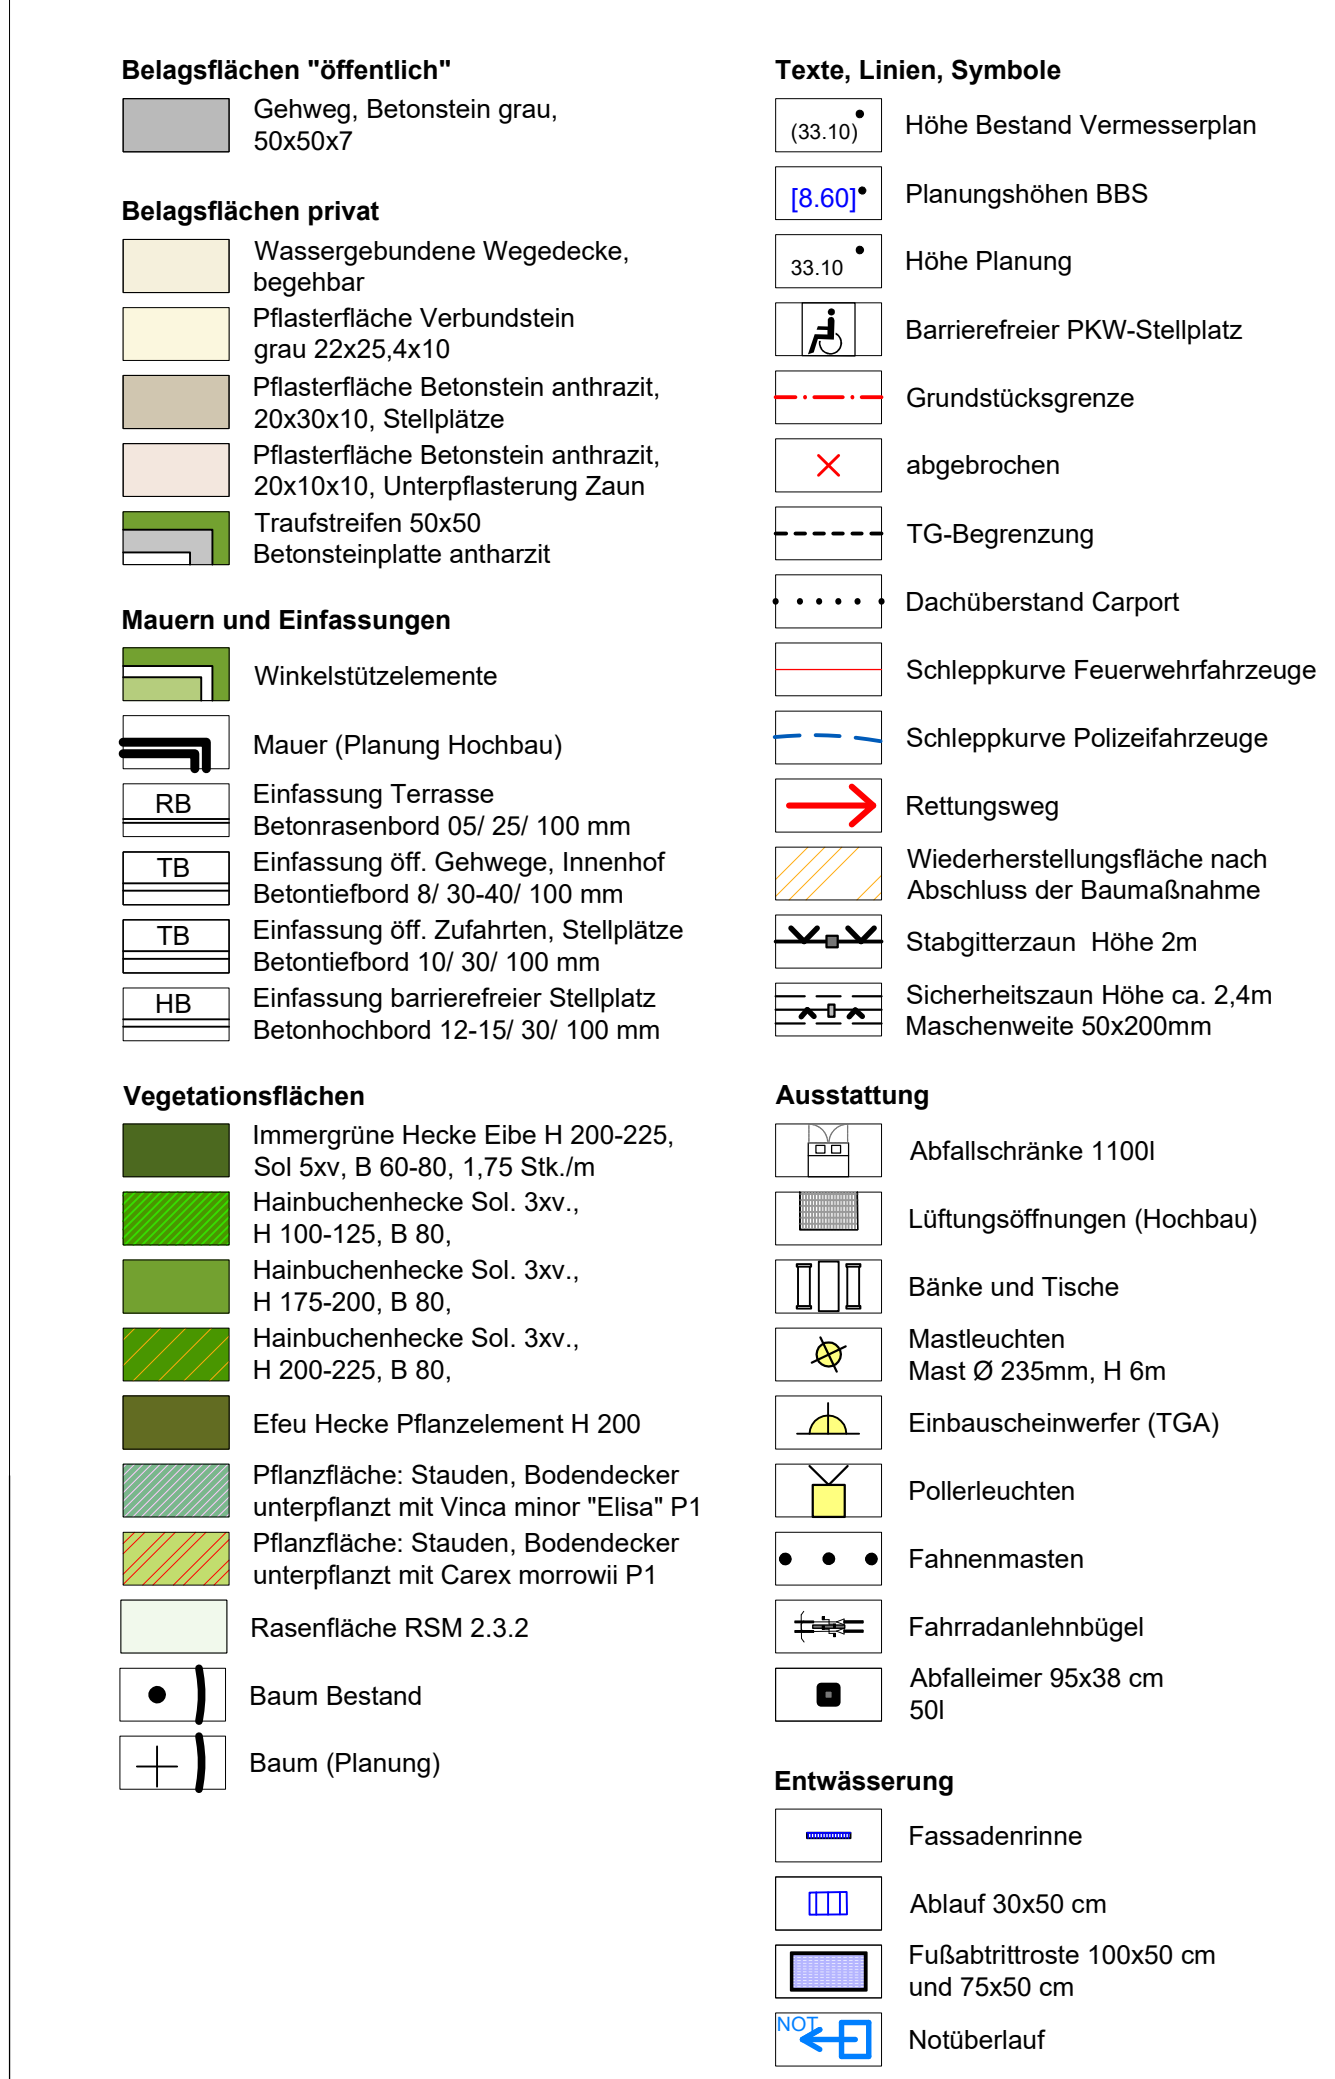 Belagsflächen "öffentlich"
Gehweg, Betonstein grau,
50x50x7
Belagsflächen privat
Wassergebundene Wegedecke,
begehbar
Pflasterfläche Verbundstein
grau 22x25,4x10
Pflasterfläche Betonstein anthrazit,
20x30x10, Stellplätze
Pflasterfläche Betonstein anthrazit,
20x10x10, Unterpflasterung Zaun
Traufstreifen 50x50
Betonsteinplatte antharzit
Mauern und Einfassungen
Winkelstützelemente
Mauer (Planung Hochbau)
RB
Einfassung Terrasse
Betonrasenbord 05/ 25/ 100 mm
TB
Einfassung öff. Gehwege, Innenhof
Betontiefbord 8/ 30-40/ 100 mm
TB
Einfassung öff. Zufahrten, Stellplätze
Betontiefbord 10/ 30/ 100 mm
HB
Einfassung barrierefreier Stellplatz
Betonhochbord 12-15/ 30/ 100 mm
Vegetationsflächen
Immergrüne Hecke Eibe H 200-225,
Sol 5xv, B 60-80, 1,75 Stk./m
Hainbuchenhecke Sol. 3xv.,
H 100-125, B 80,
Hainbuchenhecke Sol. 3xv.,
H 175-200, B 80,
Hainbuchenhecke Sol. 3xv.,
H 200-225, B 80,
Efeu Hecke Pflanzelement H 200
Pflanzfläche: Stauden, Bodendecker
unterpflanzt mit Vinca minor "Elisa" P1
Pflanzfläche: Stauden, Bodendecker
unterpflanzt mit Carex morrowii P1
Rasenfläche RSM 2.3.2
Baum Bestand
Baum (Planung)
Texte, Linien, Symbole
(33.10)
Höhe Bestand Vermesserplan
[8.60]
Planungshöhen BBS
33.10
Höhe Planung
Barrierefreier PKW-Stellplatz
Grundstücksgrenze
abgebrochen
TG-Begrenzung
Dachüberstand Carport
Schleppkurve Feuerwehrfahrzeuge
Schleppkurve Polizeifahrzeuge
Rettungsweg
Wiederherstellungsfläche nach
Abschluss der Baumaßnahme
Stabgitterzaun  Höhe 2m
Sicherheitszaun Höhe ca. 2,4m
Maschenweite 50x200mm
Ausstattung
Abfallschränke 1100l
Lüftungsöffnungen (Hochbau)
Bänke und Tische
Mastleuchten
Mast Ø 235mm, H 6m
Einbauscheinwerfer (TGA)
Pollerleuchten
Fahnenmasten
Fahrradanlehnbügel
Abfalleimer 95x38 cm
50l
Entwässerung
Fassadenrinne
Ablauf 30x50 cm
Fußabtrittroste 100x50 cm
und 75x50 cm
NOT
Notüberlauf